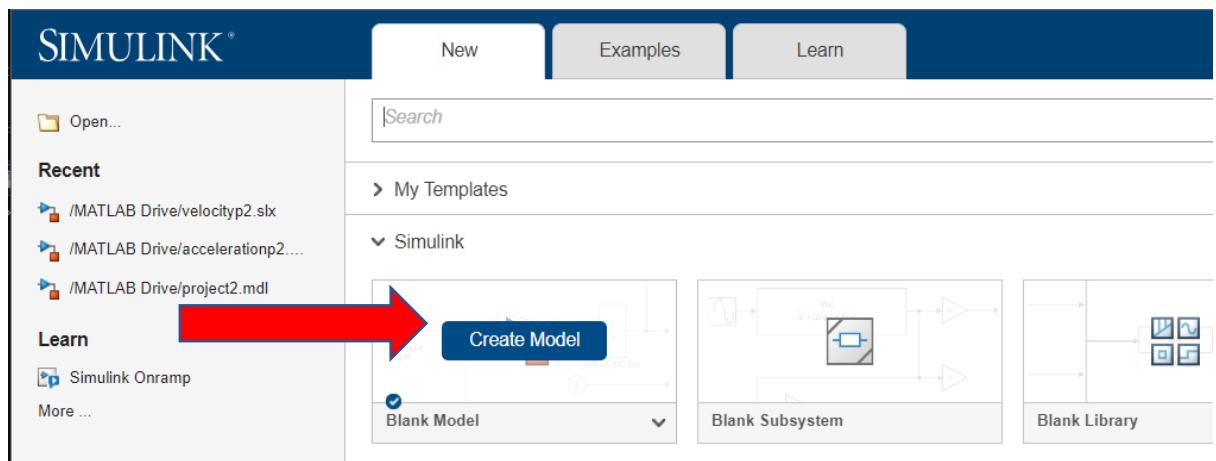 SIMULINK®
New
Examples
Learn
Open...
Search
Recent
/MATLAB Drive/velocityp2.slx
/MATLAB Drive/accelerationp2....
/MATLAB Drive/project2.mdl
Learn
Simulink Onramp
More ...
My Templates
Simulink
Create Model
Blank Model
Blank Subsystem
Blank Library